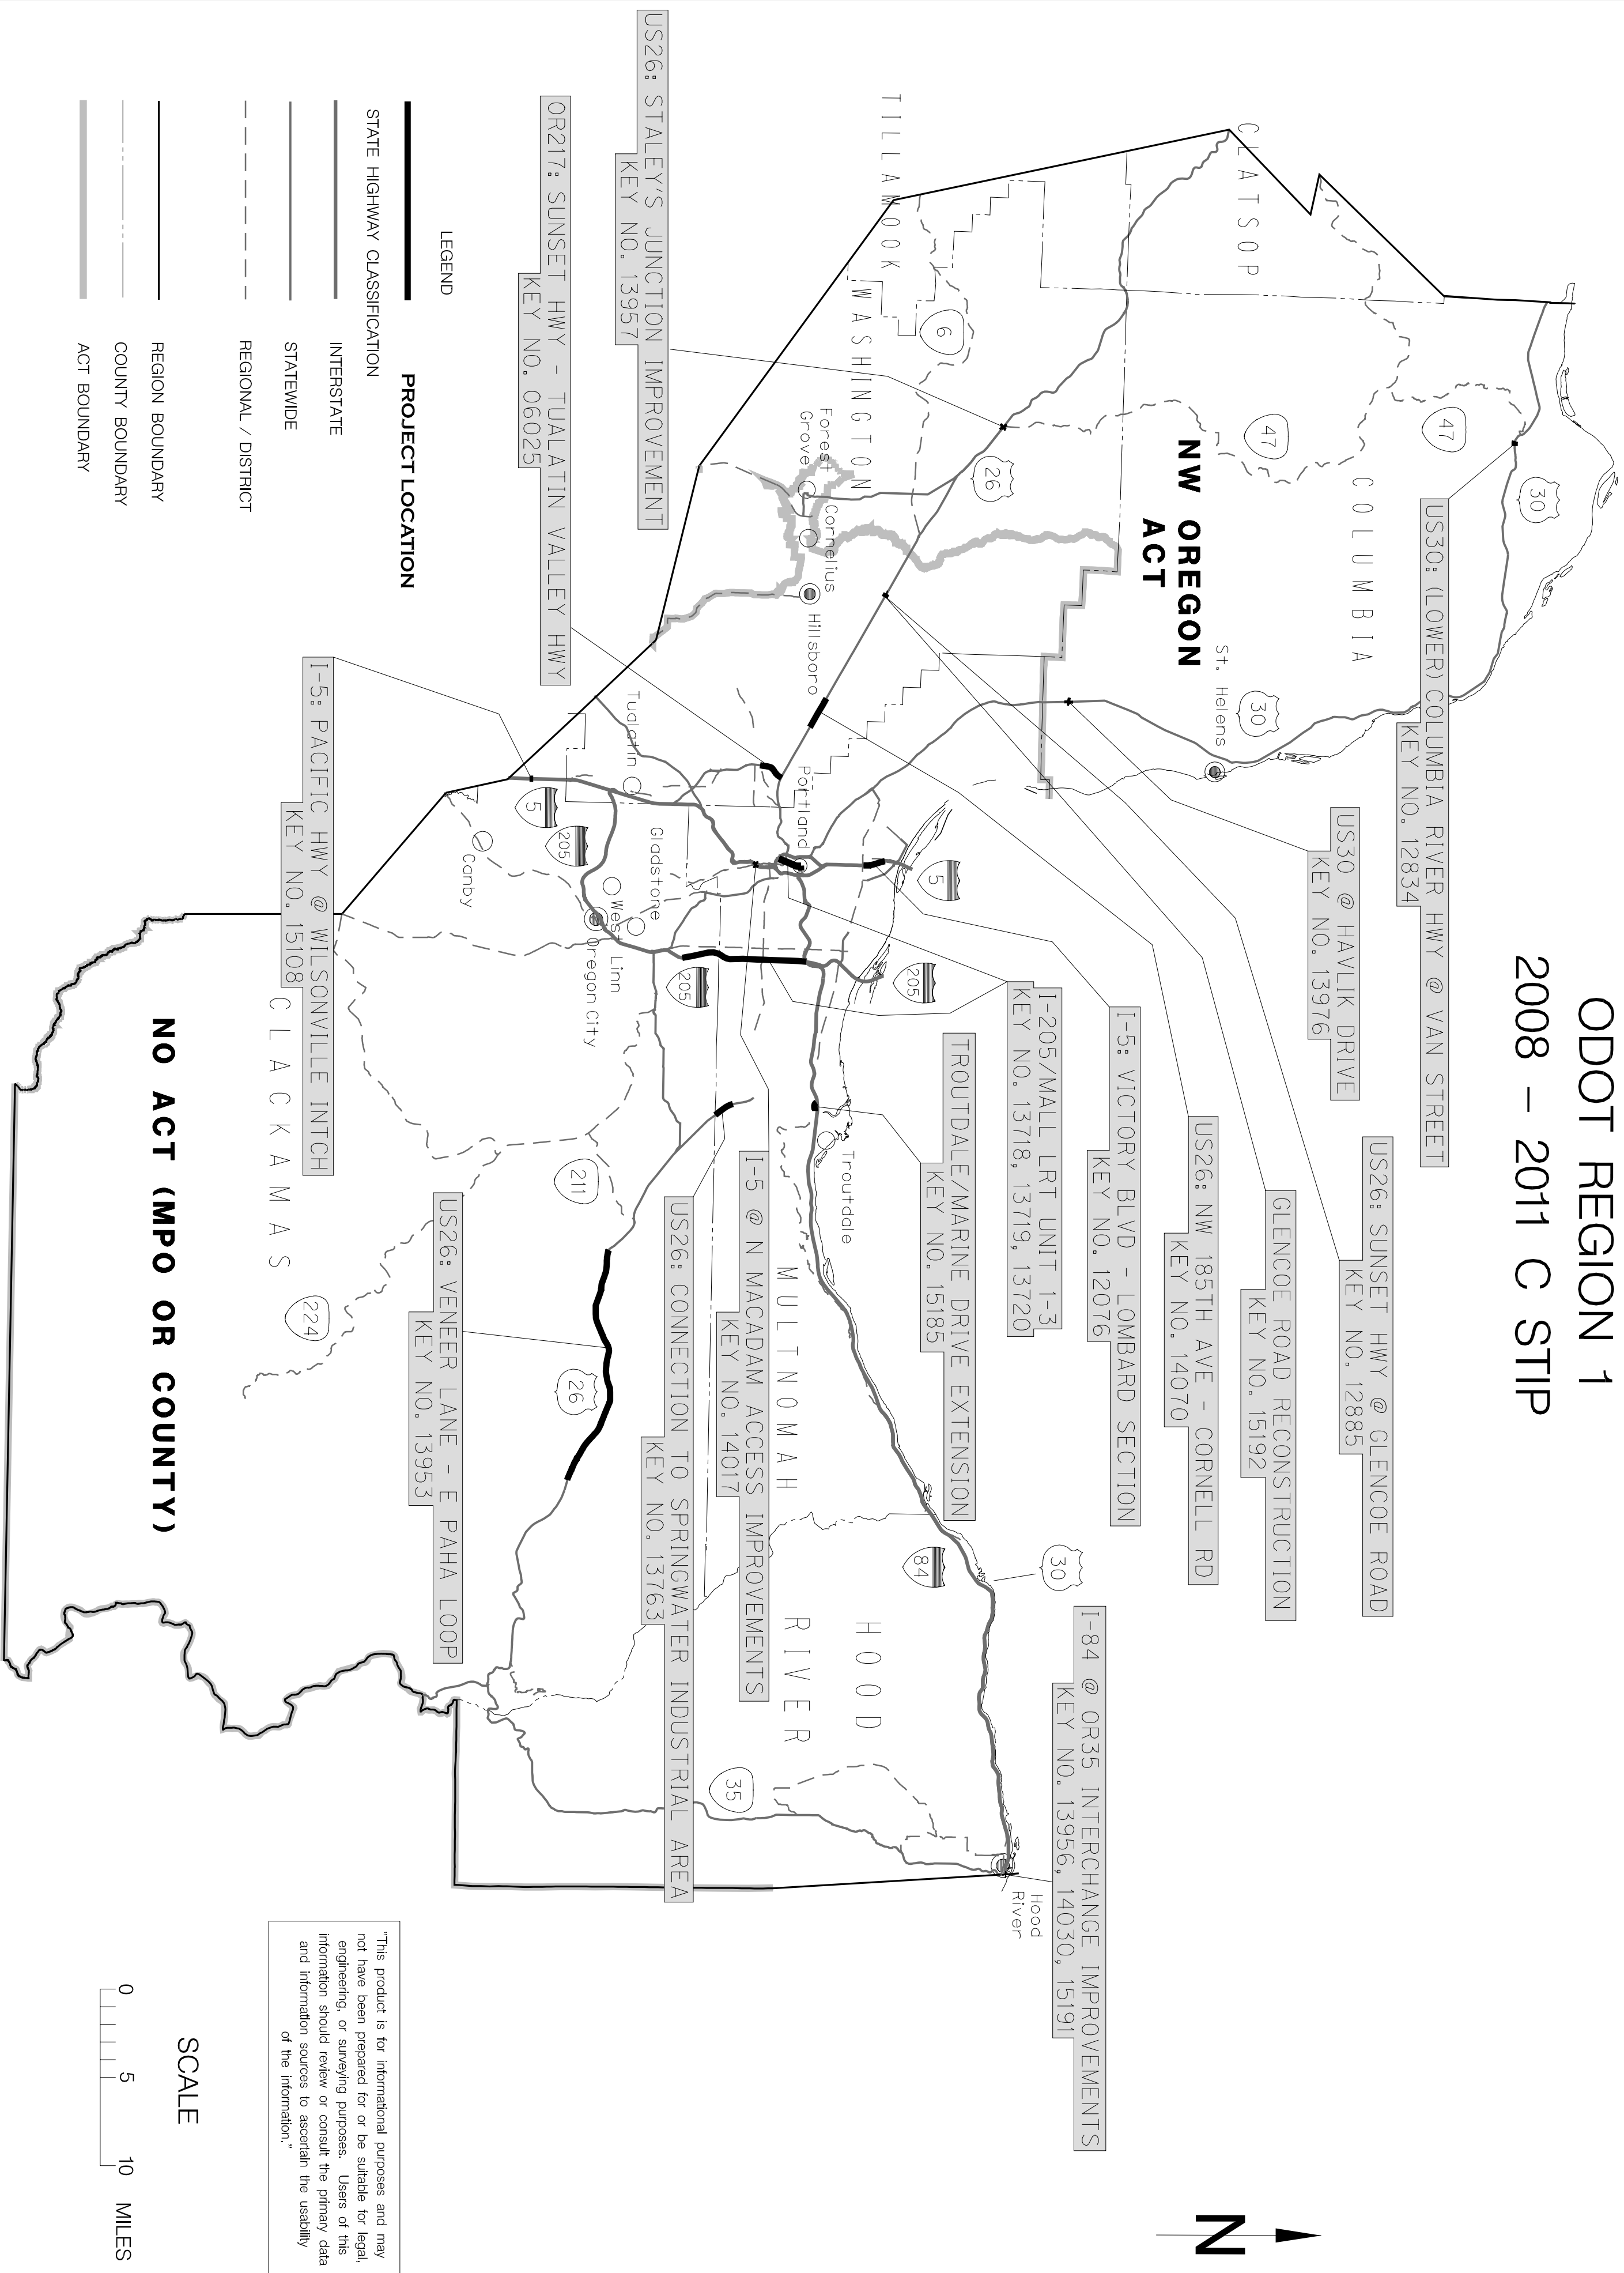 ODOT REGION 1
2008 – 2011 C STIP
US30: (LOWER) COLUMBIA RIVER HWY @ VAN STREET
KEY NO. 12834
US26: SUNSET HWY @ GLENCOE ROAD
KEY NO. 12885
US30 @ HAVLIK DRIVE
KEY NO. 13976
GLENCOE ROAD RECONSTRUCTION
KEY NO. 15192
US26: NW 185TH AVE - CORNELL RD
KEY NO. 14070
I-5: VICTORY BLVD - LOMBARD SECTION
KEY NO. 12076
I-84 @ OR35 INTERCHANGE IMPROVEMENTS
KEY NO. 13956, 14030, 15191
I-205/MALL LRT UNIT 1-3
KEY NO. 13718, 13719, 13720
TROUTDALE/MARINE DRIVE EXTENSION
KEY NO. 15185
I-5 @ N MACADAM ACCESS IMPROVEMENTS
KEY NO. 14017
US26: CONNECTION TO SPRINGWATER INDUSTRIAL AREA
KEY NO. 13763
US26: STALEY'S JUNCTION IMPROVEMENT
KEY NO. 13957
OR217: SUNSET HWY - TUALATIN VALLEY HWY
KEY NO. 06025
US26: VENEER LANE - E PAHA LOOP
KEY NO. 13953
I-5: PACIFIC HWY @ WILSONVILLE INTCH
KEY NO. 15108
CLATSOP
COLUMBIA
TILLAMOOK
WASHINGTON
MULTNOMAH
HOOD
RIVER
CLACKAMAS
NW OREGON
ACT
NO ACT (MPO OR COUNTY)
30
47
47
30
26
6
5
205
84
30
35
205
5
205
26
211
224
St. Helens
Forest
Grove
Cornelius
Hillsboro
Portland
Troutdale
Hood
River
Tualatin
Gladstone
West Linn
Oregon City
Canby
LEGEND
PROJECT LOCATION
STATE HIGHWAY CLASSIFICATION
INTERSTATE
STATEWIDE
REGIONAL / DISTRICT
REGION BOUNDARY
COUNTY BOUNDARY
ACT BOUNDARY
"This product is for informational purposes and may
not have been prepared for or be suitable for legal,
engineering, or surveying purposes. Users of this
information should review or consult the primary data
and information sources to ascertain the usability
of the information."
SCALE
0 5 10 MILES
N